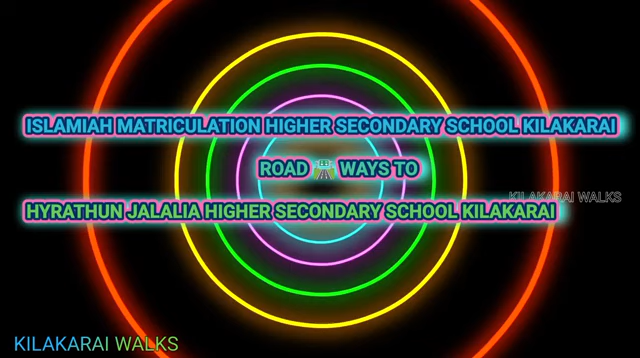 ISLAMIAH MATRICULATION HIGHER SECONDARY SCHOOL KILAKARAI
ROAD 🛣️ WAYS TO
KILAKARAI WALKS
HYRATHUN JALALIA HIGHER SECONDARY SCHOOL KILAKARAI
KILAKARAI WALKS